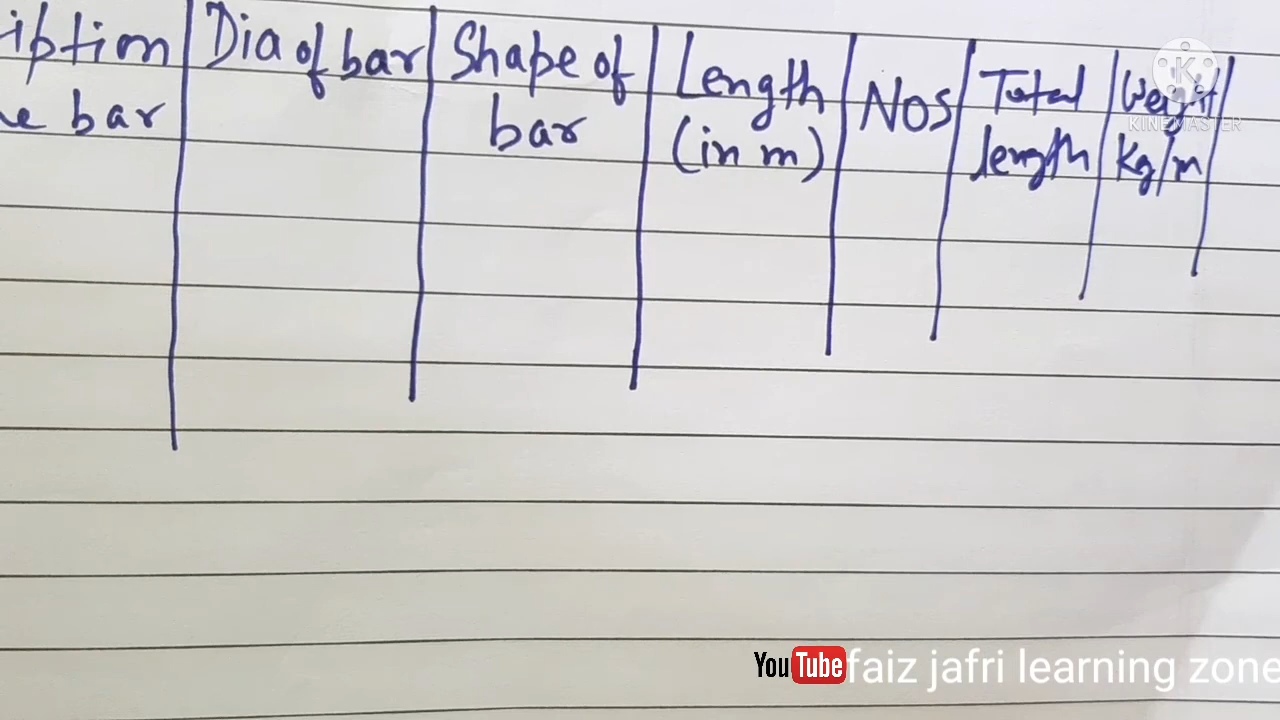 iption Dia of bar Shape of Length NOS Total Weight
e bar bar (in m) length Kg/m
KINEMASTER
YouTube faiz jafri learning zone